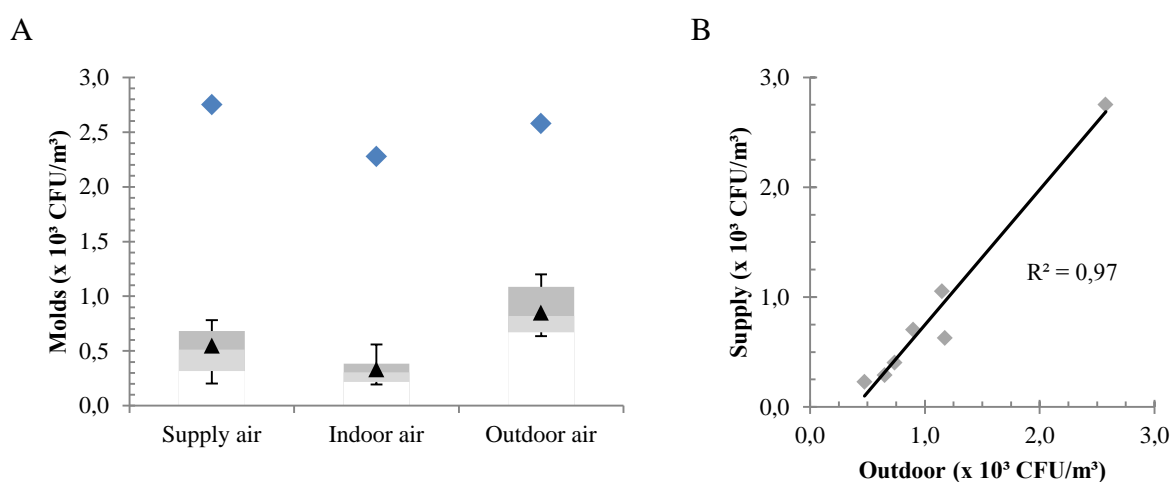 A
B
Molds (x 10³ CFU/m³)
3,0
2,5
2,0
1,5
1,0
0,5
0,0
Supply air
Indoor air
Outdoor air
Supply (x 10³ CFU/m³)
3,0
2,0
1,0
0,0
R² = 0,97
0,0
1,0
2,0
3,0
Outdoor (x 10³ CFU/m³)